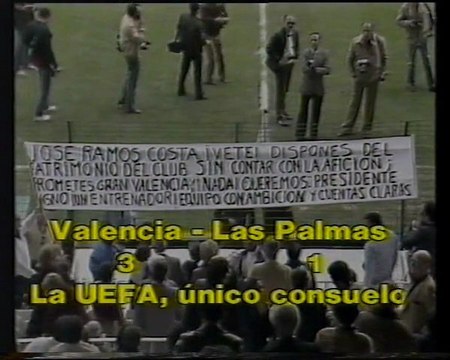 JOSE RAMOS COSTA ¡VETE! DISPONES DEL
PATRIMONIO DEL CLUB SIN CONTAR CON LA AFICION ¡
PROMETES GRAN VALENCIA Y ¡NADA! QUEREMOS: PRESIDENTE
DIGNO ¡UN ENTRENADOR! EQUIPO CON AMBICION Y CUENTAS CLARAS
Valencia - Las Palmas
3 1
La UEFA, único consuelo